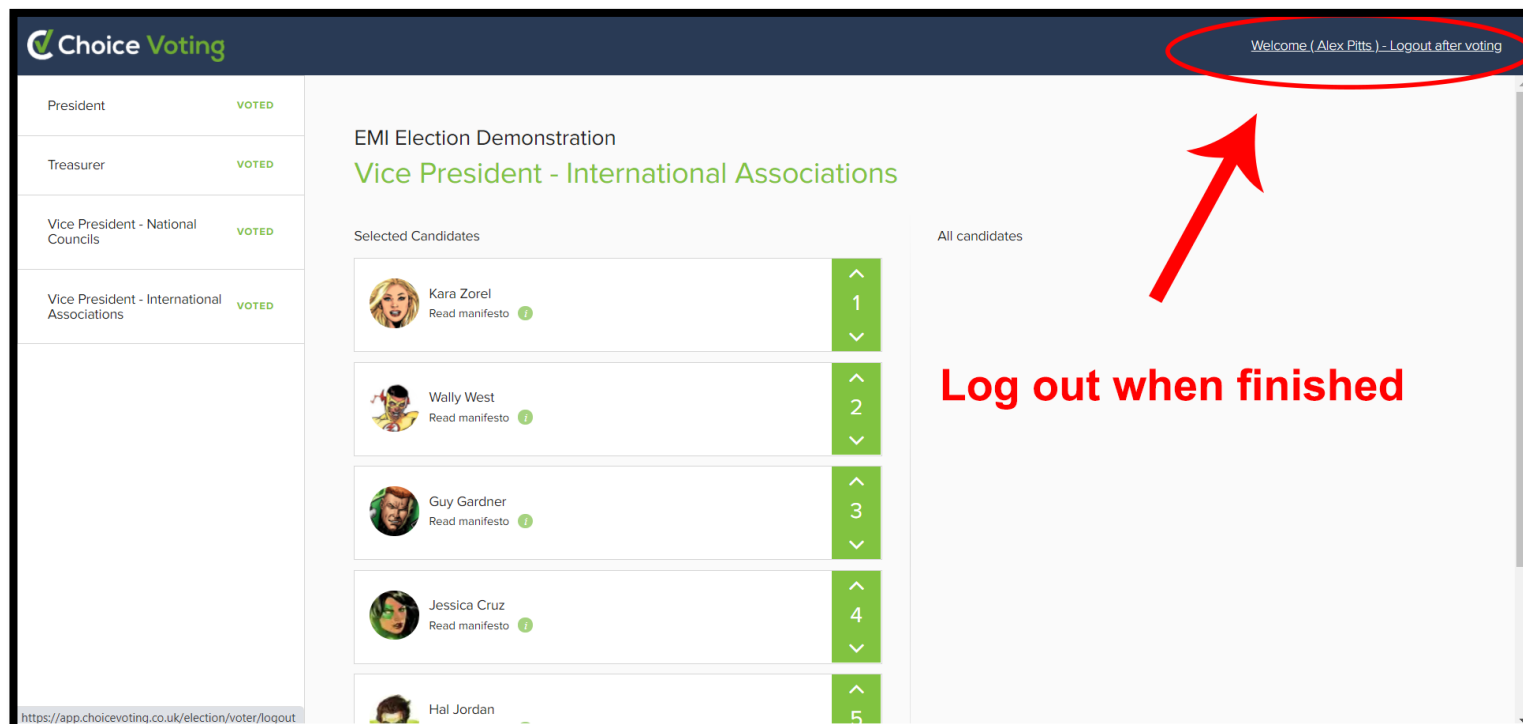 Choice Voting
Welcome ( Alex Pitts ) - Logout after voting
President
VOTED
Treasurer
VOTED
Vice President - National
Councils
VOTED
Vice President - International
Associations
VOTED
EMI Election Demonstration
Vice President - International Associations
Selected Candidates
All candidates
Kara Zorel
Read manifesto i
1
Wally West
Read manifesto i
2
Guy Gardner
Read manifesto i
3
Jessica Cruz
Read manifesto i
4
Hal Jordan
5
Log out when finished
https://app.choicevoting.co.uk/election/voter/logout